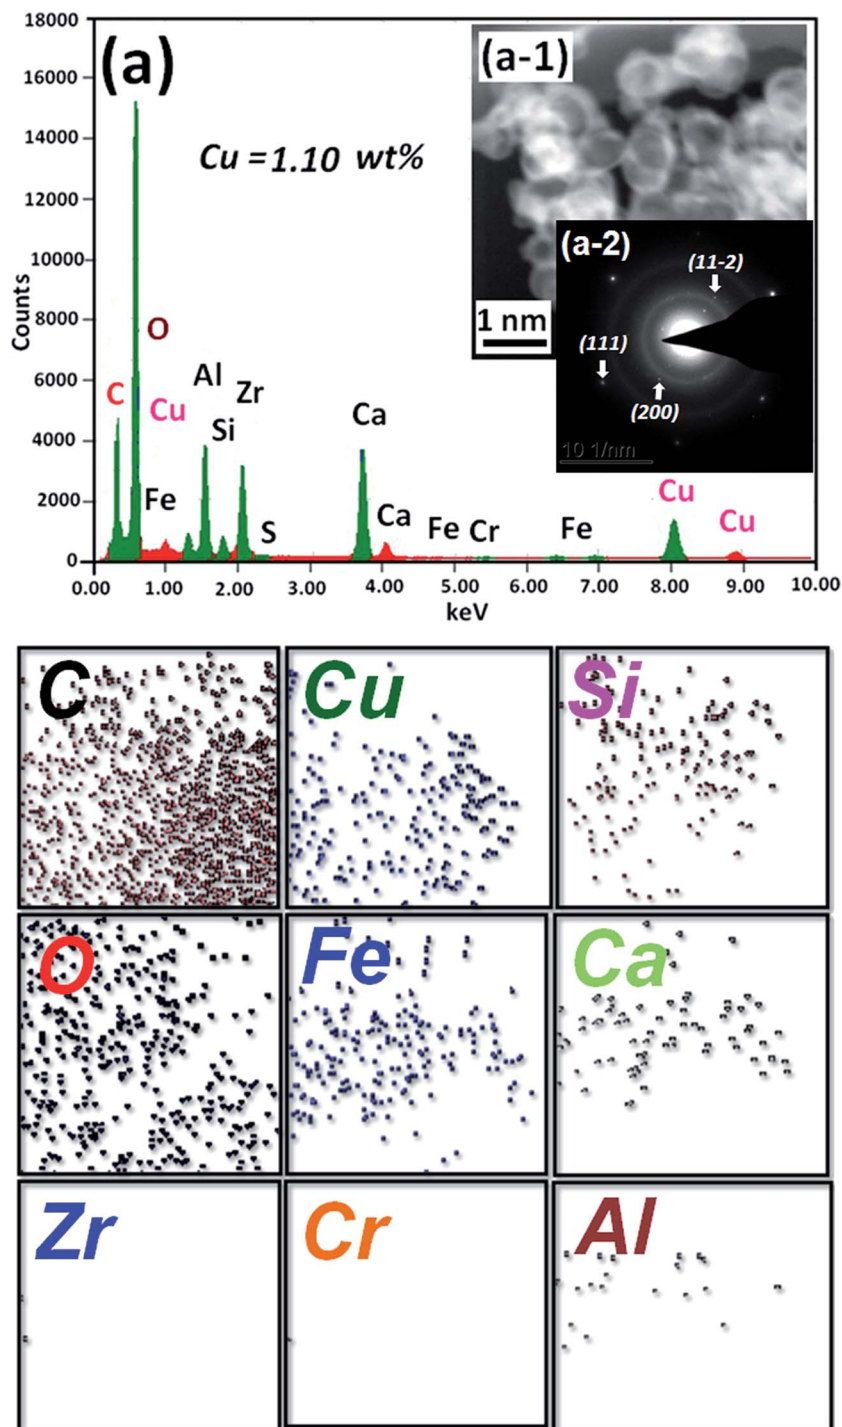 18000
(a)
(a-1)
16000
14000
Cu = 1.10 wt%
12000
10000
8000
6000
4000
2000
0
Counts
(a-2)
(11-2)
(111)
(200)
1 nm
10 1/nm
O
C
Cu
Al
Si
Zr
Fe
S
Ca
Ca
Fe
Cr
Fe
Cu
Cu
0.00 1.00 2.00 3.00 4.00 5.00 6.00 7.00 8.00 9.00 10.00
keV
C
Cu
Si
O
Fe
Ca
Zr
Cr
Al